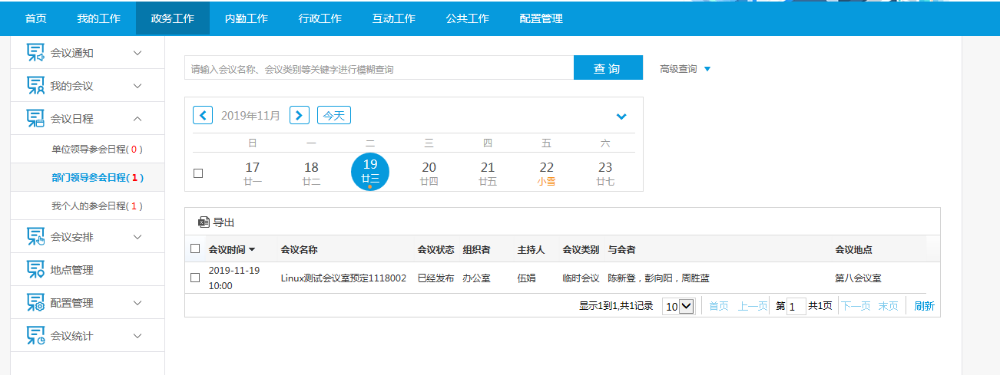 首页 我的工作 政务工作 内勤工作 行政工作 互动工作 公共工作 配置管理
会议通知
我的会议
会议日程
单位领导参会日程( 0 )
部门领导参会日程( 1 )
我个人的参会日程( 1 )
会议安排
地点管理
配置管理
会议统计
请输入会议名称、会议类别等关键字进行模糊查询 查 询 高级查询
2019年11月 今天
日 一 二 三 四 五 六
17 18 19 20 21 22 23
廿一 廿二 廿三 廿四 廿五 小雪 廿七
导出
会议时间 会议名称 会议状态 组织者 主持人 会议类别 与会者 会议地点
2019-11-19 10:00 Linux测试会议室预定1118002 已经发布 办公室 伍娟 临时会议 陈新登，彭向阳，周胜蓝 第八会议室
显示1到1,共1记录 10 首页 上一页 第 1 共1页 下一页 末页 刷新